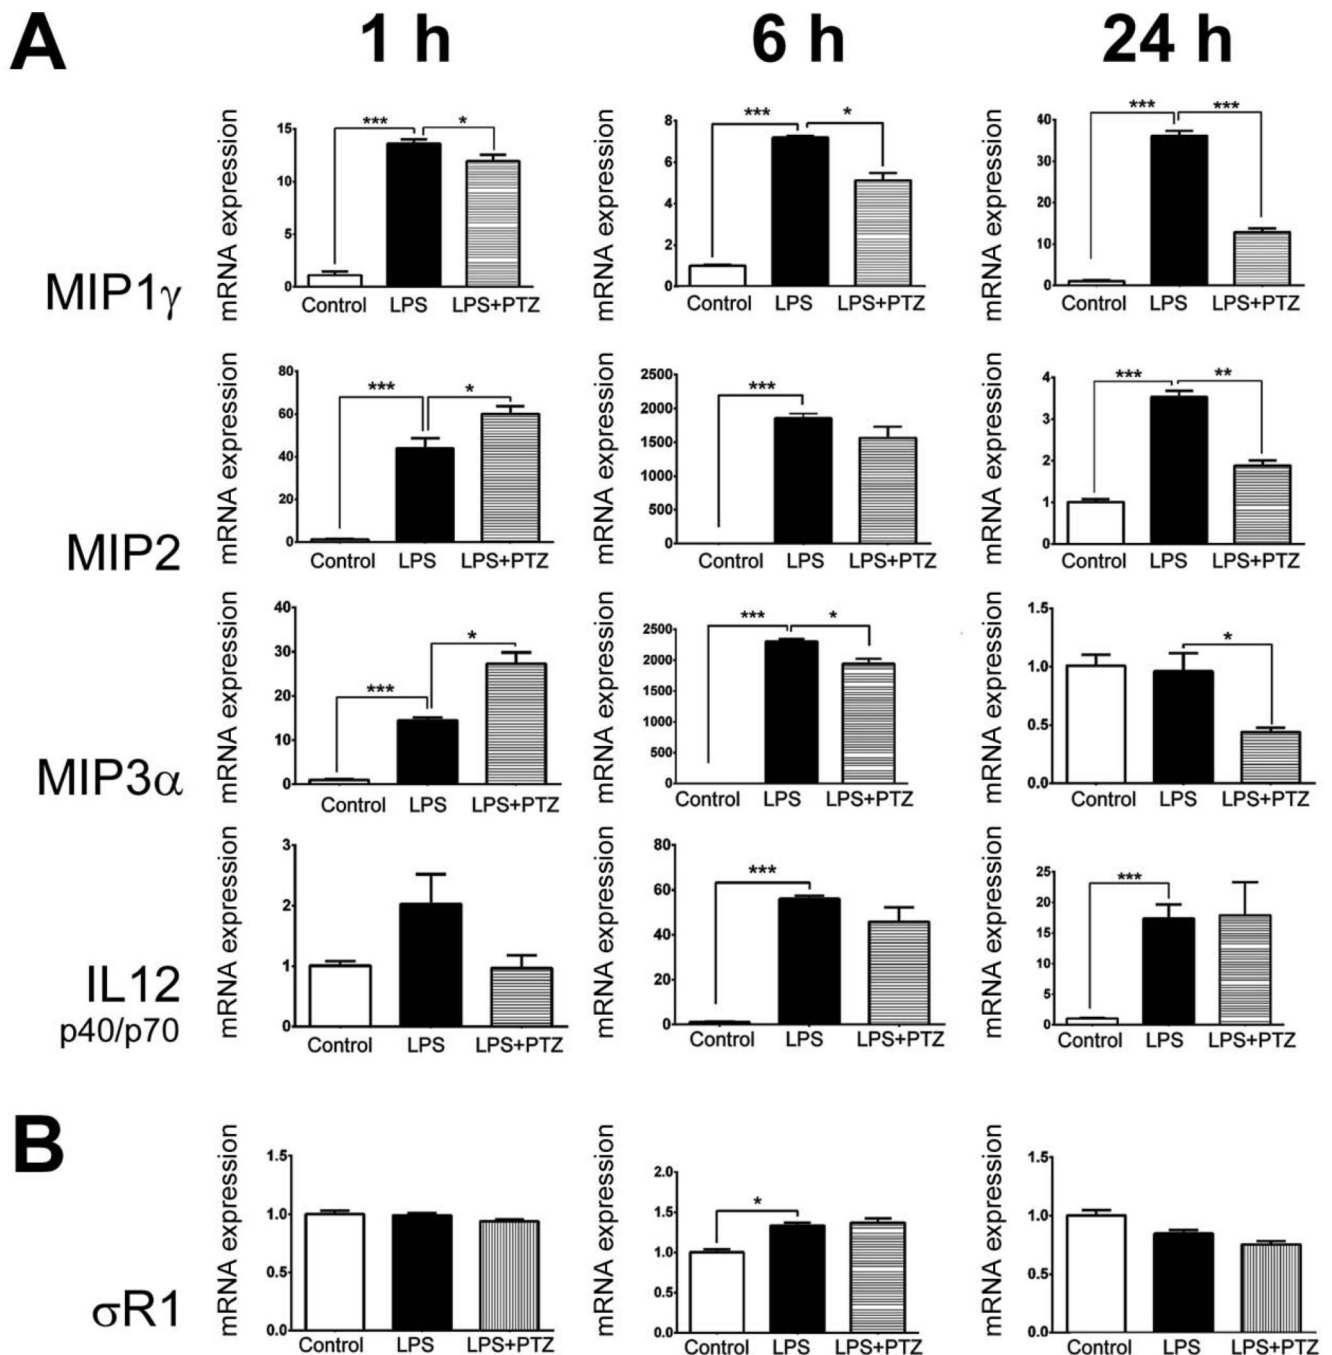 A
1 h
6 h
24 h
MIP1γ
mRNA expression
15
10
5
0
***
*
Control LPS LPS+PTZ
mRNA expression
8
6
4
2
0
***
*
Control LPS LPS+PTZ
mRNA expression
40
30
20
10
0
***
***
Control LPS LPS+PTZ
MIP2
mRNA expression
80
60
40
20
0
***
*
Control LPS LPS+PTZ
mRNA expression
2500
2000
1500
1000
500
0
***
Control LPS LPS+PTZ
mRNA expression
4
3
2
1
0
***
**
Control LPS LPS+PTZ
MIP3α
mRNA expression
40
30
20
10
0
***
*
Control LPS LPS+PTZ
mRNA expression
2500
2000
1500
1000
500
0
***
*
Control LPS LPS+PTZ
mRNA expression
1.5
1.0
0.5
0.0
*
Control LPS LPS+PTZ
IL12
p40/p70
mRNA expression
3
2
1
0
Control LPS LPS+PTZ
mRNA expression
80
60
40
20
0
***
Control LPS LPS+PTZ
mRNA expression
25
20
15
10
5
0
***
Control LPS LPS+PTZ
B
σR1
mRNA expression
1.5
1.0
0.5
0.0
Control LPS LPS+PTZ
mRNA expression
2.0
1.5
1.0
0.5
0.0
*
Control LPS LPS+PTZ
mRNA expression
1.5
1.0
0.5
0.0
Control LPS LPS+PTZ